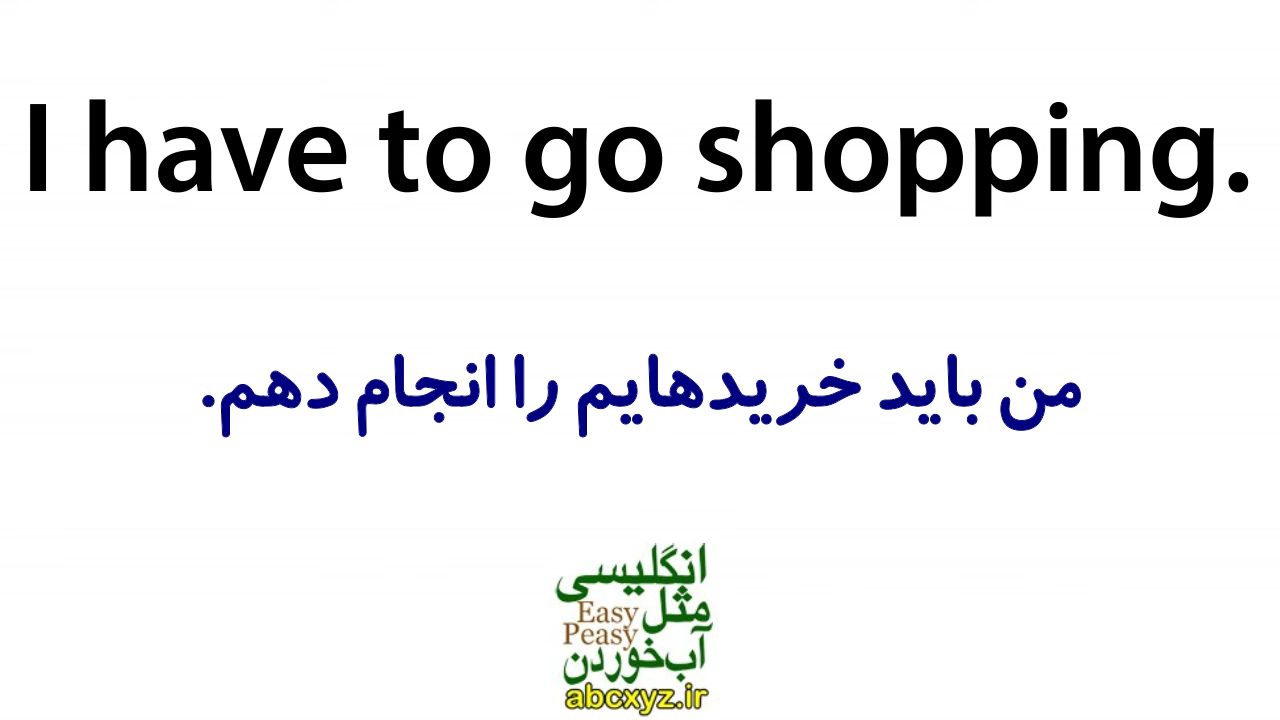 I have to go shopping.
من باید خریدهایم را انجام دهم.
انگلیسی
مثل Easy
Peasy
آب‌خوردن
abcxyz.ir